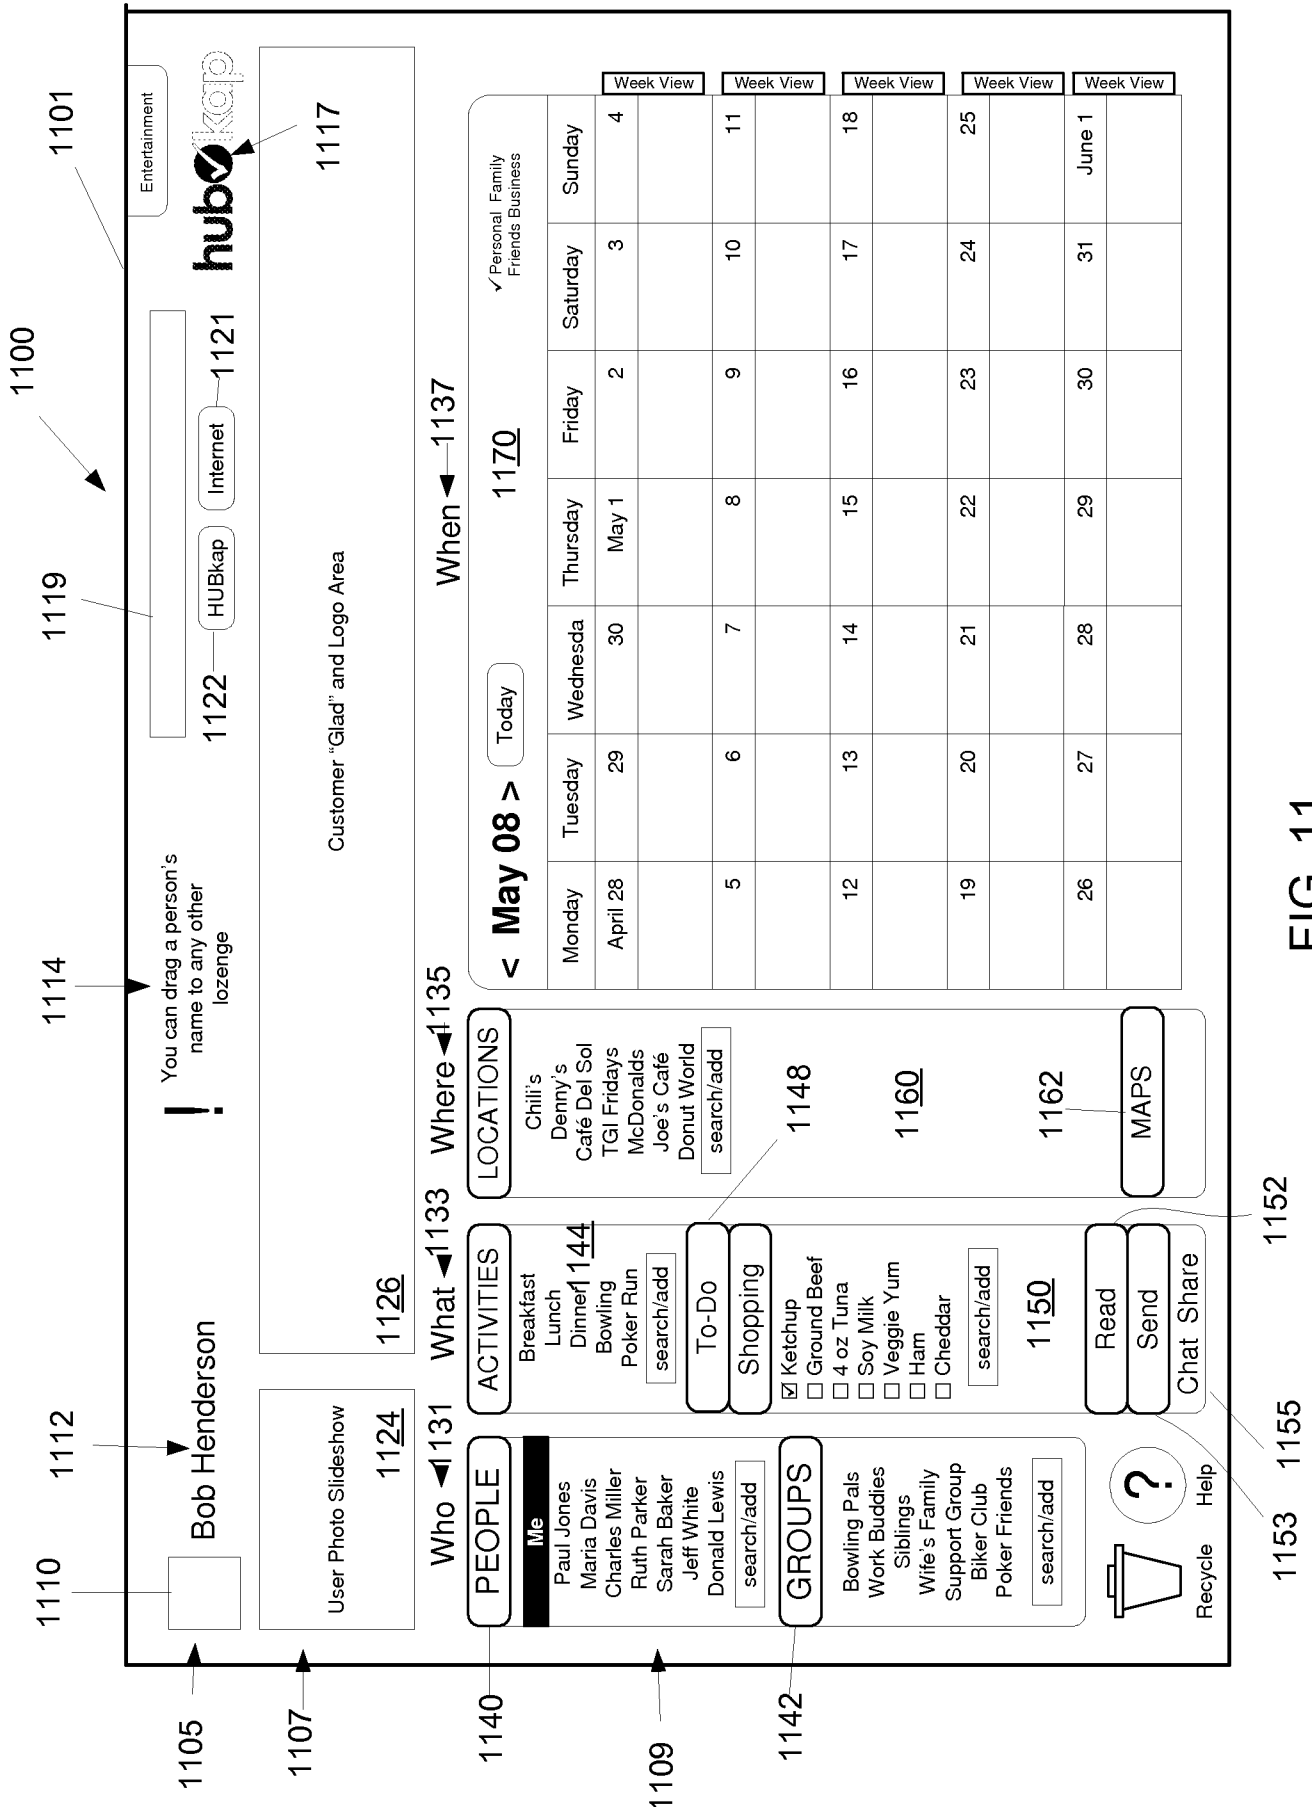 1100
1101
1105
1110
1112
1114
1119
Entertainment
Bob Henderson
!
You can drag a person's
name to any other
lozenge
1122
HUBkap
Internet
1121
hub kap
1117
1107
User Photo Slideshow
1124
1126
Customer “Glad” and Logo Area
Who
1131
What
1133
Where
1135
When
1137
1140
PEOPLE
Me
Paul Jones
Maria Davis
Charles Miller
Ruth Parker
Sarah Baker
Jeff White
Donald Lewis
search/add
1109
1142
GROUPS
Bowling Pals
Work Buddies
Siblings
Wife's Family
Support Group
Biker Club
Poker Friends
search/add
Recycle
?
Help
ACTIVITIES
Breakfast
Lunch
Dinner
1144
Bowling
Poker Run
search/add
To-Do
1148
Shopping
Ketchup
Ground Beef
4 oz Tuna
Soy Milk
Veggie Yum
Ham
Cheddar
search/add
1150
Read
1152
Send
1153
Chat Share
1155
LOCATIONS
Chili's
Denny's
Café Del Sol
TGI Fridays
McDonalds
Joe's Café
Donut World
search/add
1160
1162
MAPS
< May 08 >
Today
1170
✓Personal Family
Friends Business
Monday Tuesday Wednesda Thursday Friday Saturday Sunday
April 28 29 30 May 1 2 3 4
Week View
5 6 7 8 9 10 11
Week View
12 13 14 15 16 17 18
Week View
19 20 21 22 23 24 25
Week View
26 27 28 29 30 31 June 1
Week View
FIG. 11